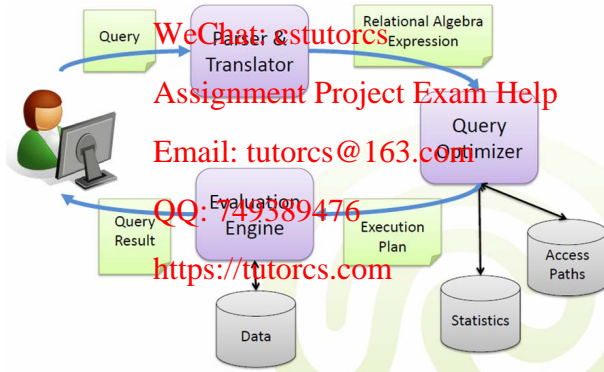 Query
Parser &
Translator
Relational Algebra
Expression
WeChat: cstutorcs
Assignment Project Exam Help
Query
Optimizer
Email: tutorcs@163.com
Evaluation
Engine
QQ: 749389476
Query
Result
Execution
Plan
https://tutorcs.com
Access
Paths
Statistics
Data